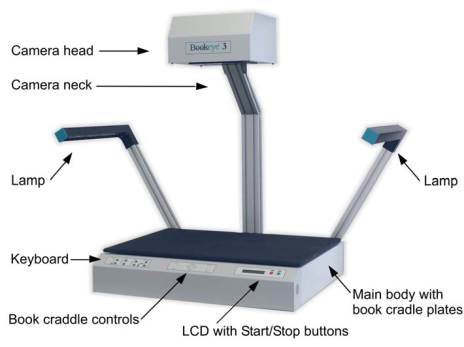 Camera head
Bookeye 3
Camera neck
Lamp
Lamp
Keyboard
Main body with
book cradle plates
Book craddle controls
LCD with Start/Stop buttons